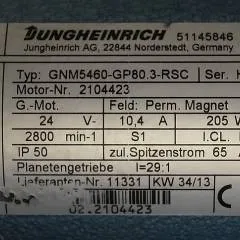 JUNGHEINRICH 51145846
Jungheinrich AG, 22844 Norderstedt, Germany
Typ: GNM5460-GP80.3-RSC Ser.
Motor-Nr. 2104423
G.-Mot. Feld: Perm. Magnet
24 V- 10,4 A 205 W
2800 min-1 S1 I.CL.
IP 50 zul.Spitzenstrom 65 A
Planetengetriebe I=29:1
Lieferanten-Nr. 11331 KW 34/13
02.2104423